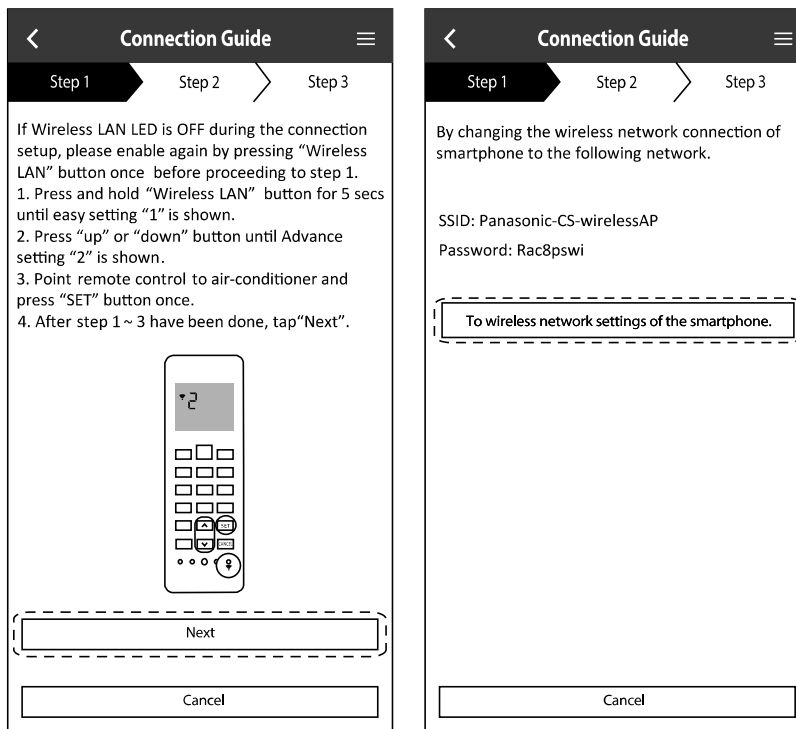 Connection Guide
Step 1
Step 2
Step 3
If Wireless LAN LED is OFF during the connection
setup, please enable again by pressing “Wireless
LAN” button once before proceeding to step 1.
1. Press and hold “Wireless LAN” button for 5 secs
until easy setting “1” is shown.
2. Press “up” or “down” button until Advance
setting “2” is shown.
3. Point remote control to air-conditioner and
press “SET” button once.
4. After step 1 ~ 3 have been done, tap“Next”.
2
SET
CANCEL
Next
Cancel
Connection Guide
Step 1
Step 2
Step 3
By changing the wireless network connection of
smartphone to the following network.
SSID: Panasonic-CS-wirelessAP
Password: Rac8pswi
To wireless network settings of the smartphone.
Cancel